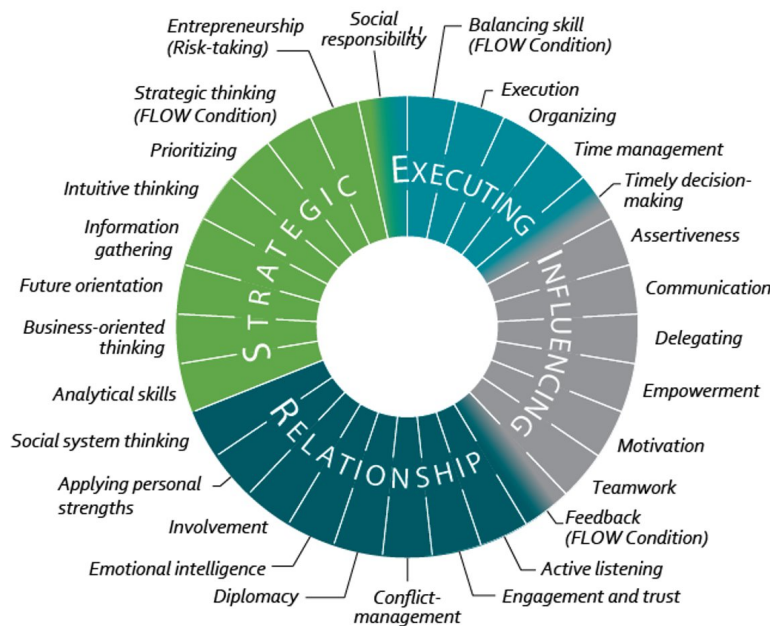 Entrepreneurship
(Risk-taking)
Social
responsibility
Balancing skill
(FLOW Condition)
Execution
Organizing
Time management
Timely decision-
making
Assertiveness
Communication
Delegating
Empowerment
Motivation
Teamwork
Feedback
(FLOW Condition)
Active listening
Engagement and trust
Conflict-
management
Diplomacy
Emotional intelligence
Involvement
Applying personal
strengths
Social system thinking
Analytical skills
Business-oriented
thinking
Future orientation
Information
gathering
Intuitive thinking
Prioritizing
Strategic thinking
(FLOW Condition)
EXECUTING
INFLUENCING
RELATIONSHIP
STRATEGIC